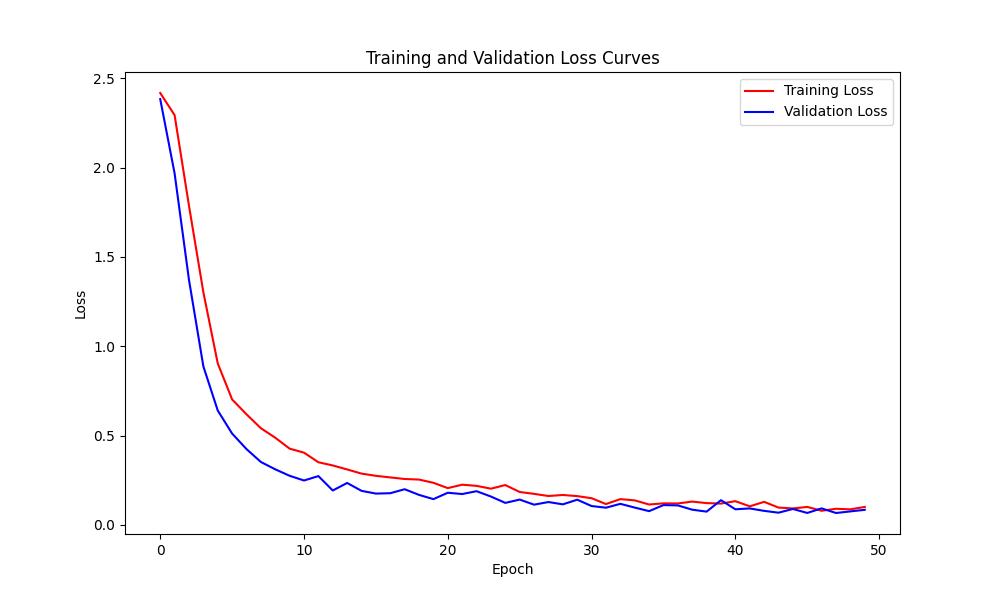 Training and Validation Loss Curves
Training Loss
Validation Loss
2.5
2.0
1.5
1.0
0.5
0.0
Loss
0 10 20 30 40 50
Epoch